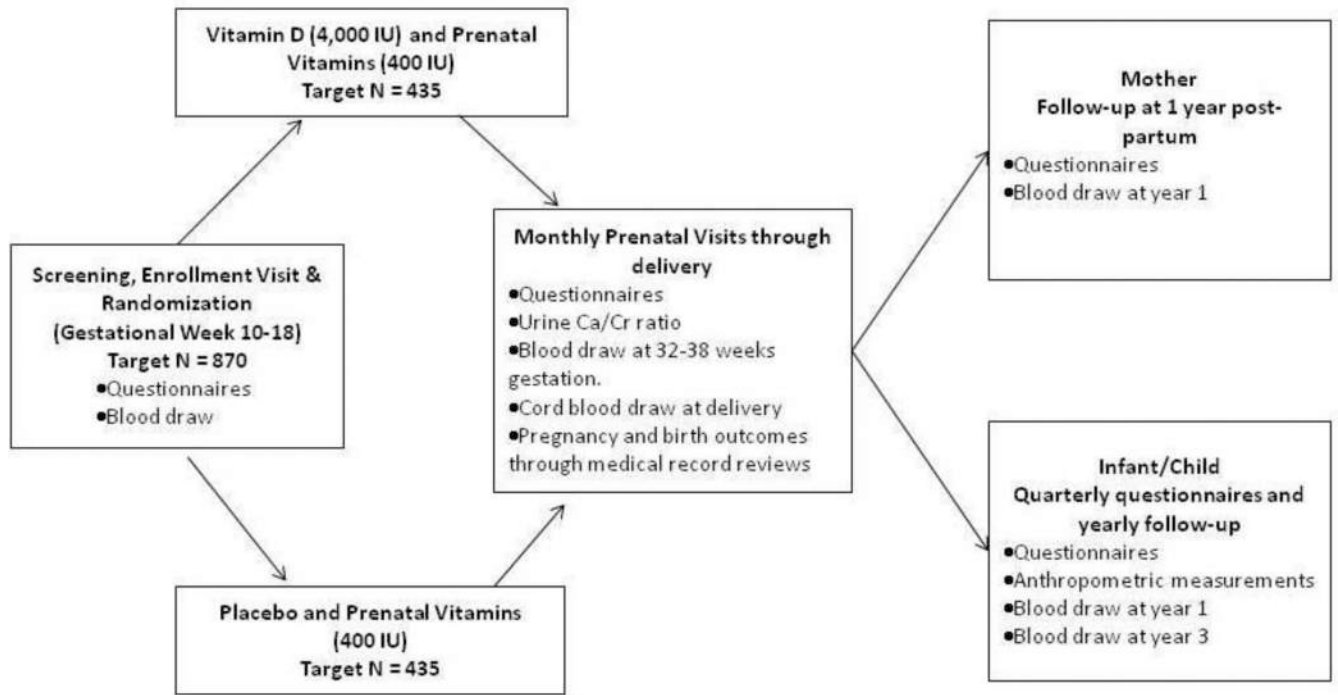 Vitamin D (4,000 IU) and Prenatal
Vitamins (400 IU)
Target N = 435
Screening, Enrollment Visit &
Randomization
(Gestational Week 10-18)
Target N = 870
•Questionnaires
•Blood draw
Placebo and Prenatal Vitamins
(400 IU)
Target N = 435
Monthly Prenatal Visits through
delivery
•Questionnaires
•Urine Ca/Cr ratio
•Blood draw at 32-38 weeks
gestation.
•Cord blood draw at delivery
•Pregnancy and birth outcomes
through medical record reviews
Mother
Follow-up at 1 year post-
partum
•Questionnaires
•Blood draw at year 1
Infant/Child
Quarterly questionnaires and
yearly follow-up
•Questionnaires
•Anthropometric measurements
•Blood draw at year 1
•Blood draw at year 3